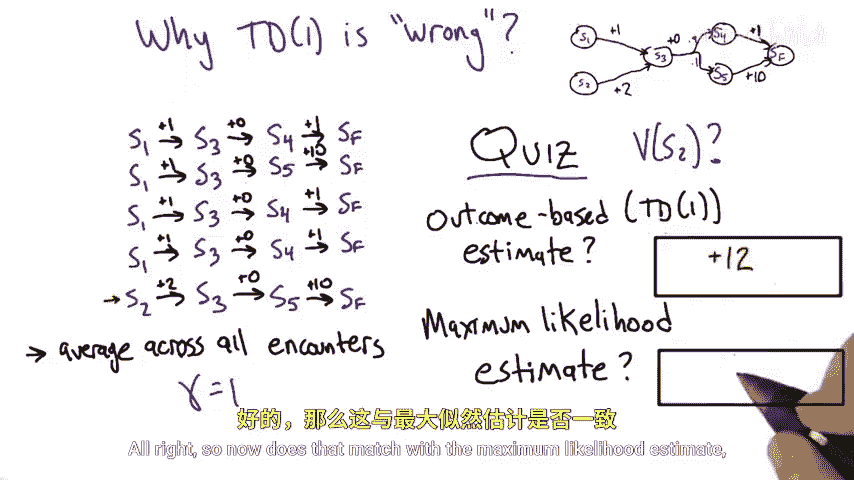 Why TD(1) is "wrong"?
S1 +1 S3 +0 .9 S4 +1 SF
S2 +2 .1 S5 +10
S1 +1→ S3 +0→ S4 +1→ SF
S1 +1→ S3 +0→ S5 +10→ SF
S1 +1→ S3 +0→ S4 +1→ SF
S1 +1→ S3 +0→ S4 +1→ SF
→ S2 +2→ S3 +0→ S5 +10→ SF
→ average across all encounters
γ=1
QUIZ V(S2)?
Outcome-based (TD(1))
estimate?
+12
Maximum likelihood
estimate?
好的，那么这与最大似然估计是否一致
All right, so now does that match with the maximum likelihood estimate,